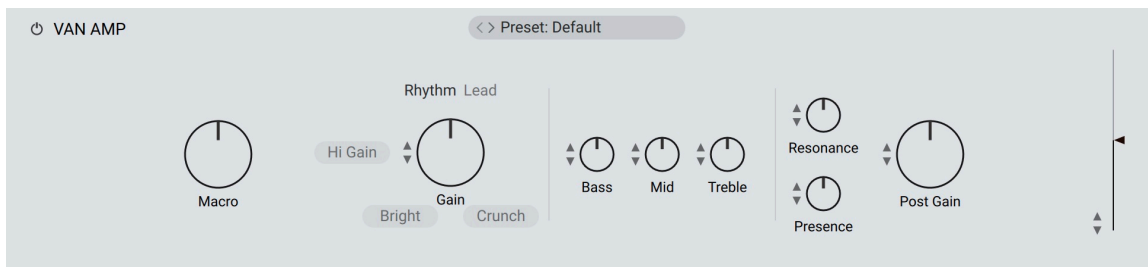 VAN AMP
< > Preset: Default
Rhythm Lead
Hi Gain
Macro
Gain
Bright
Crunch
Bass
Mid
Treble
Resonance
Presence
Post Gain